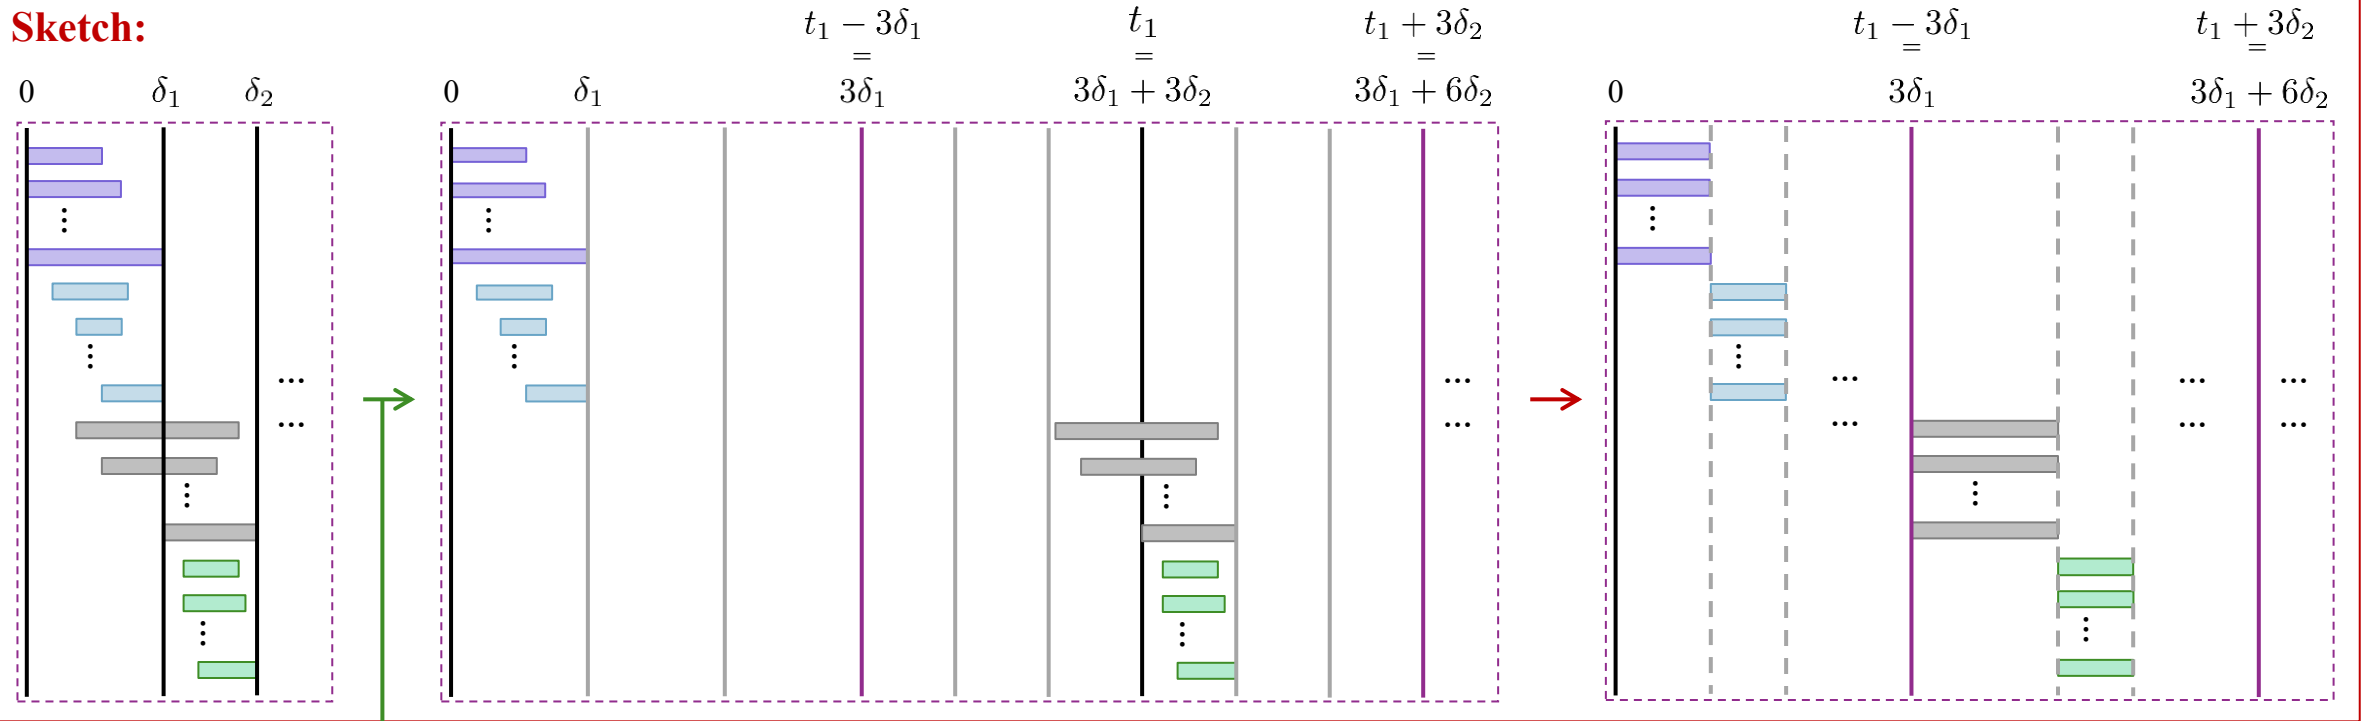 Sketch:
t₁ − 3δ₁ t₁ t₁ + 3δ₂ t₁ − 3δ₁ t₁ + 3δ₂
= = = = =
0 δ₁ δ₂ 0 δ₁ 3δ₁ 3δ₁ + 3δ₂ 3δ₁ + 6δ₂ 0 3δ₁ 3δ₁ + 6δ₂